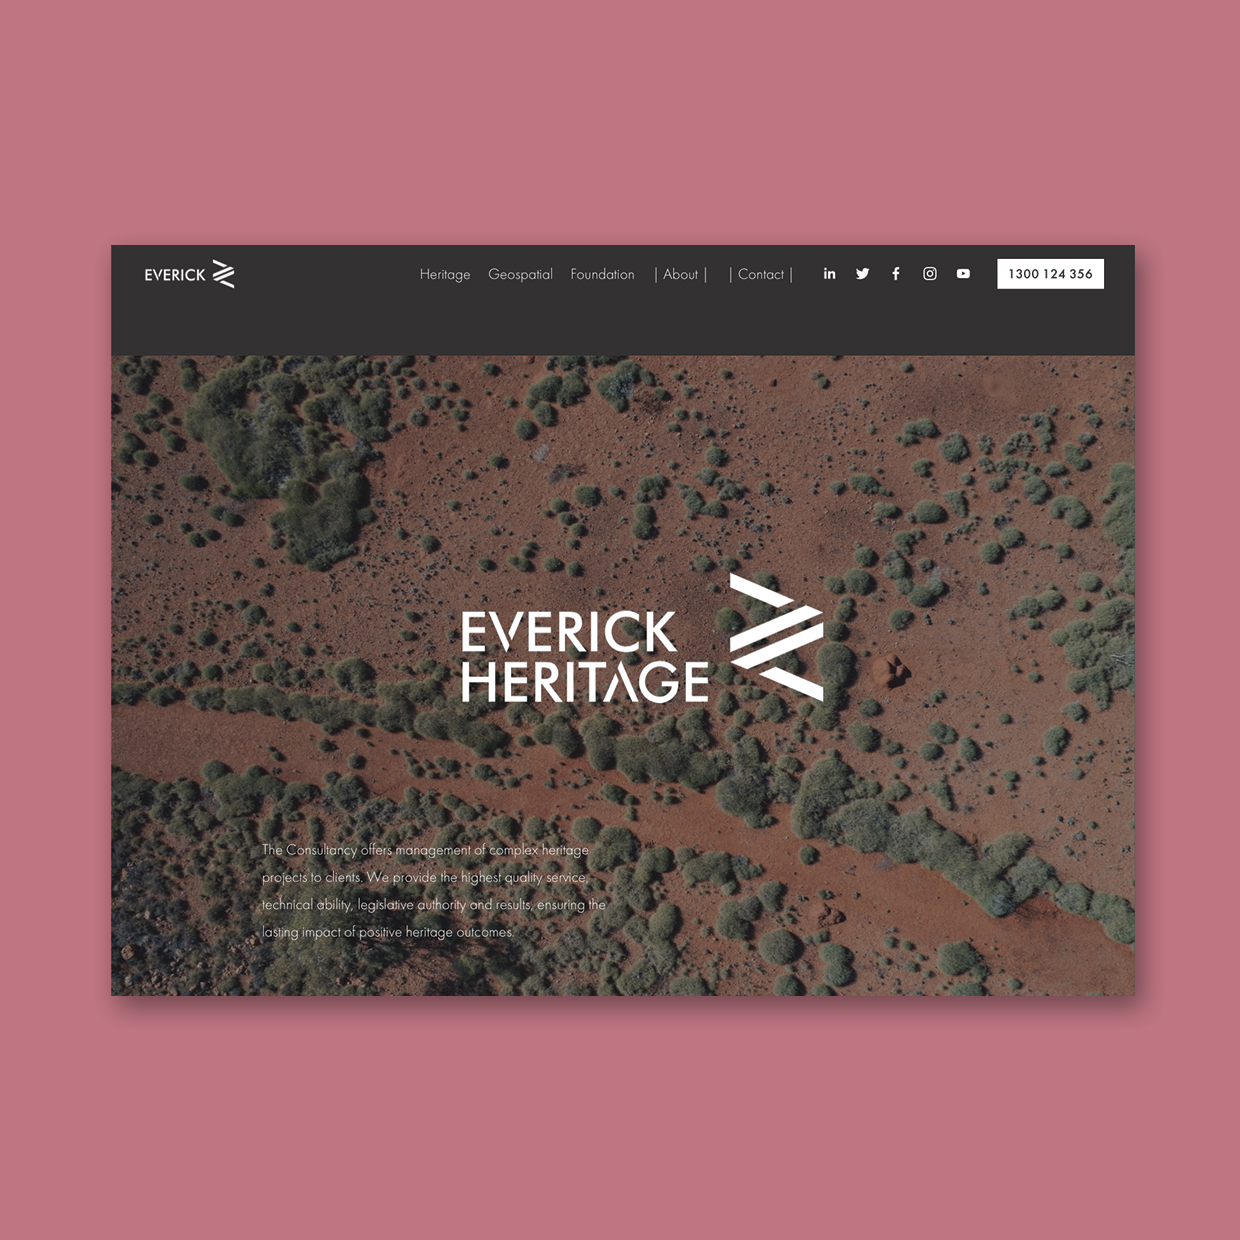 EVERICK
Heritage Geospatial Foundation | About | | Contact | 1300 124 356
EVERICK
HERITAGE
The Consultancy offers management of complex heritage
projects to clients. We provide the highest quality service,
technical ability, legislative authority and results, ensuring the
lasting impact of positive heritage outcomes.